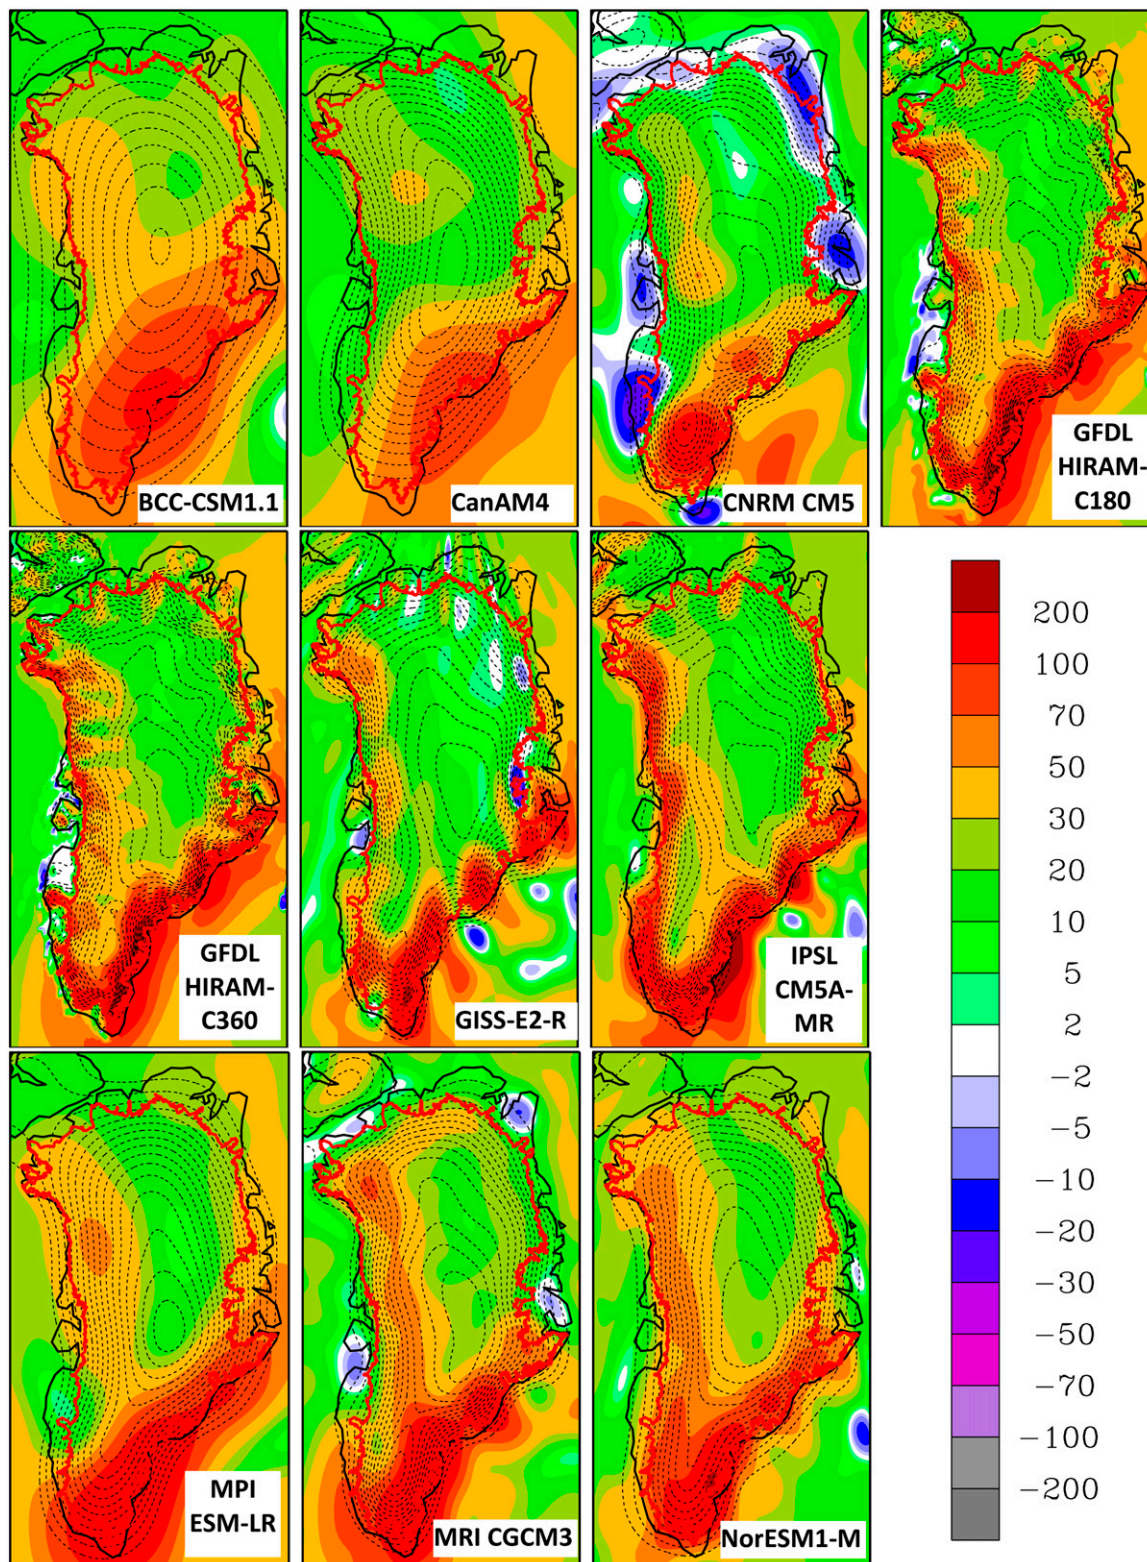 BCC-CSM1.1
CanAM4
CNRM CM5
GFDL
HIRAM-
C180
GFDL
HIRAM-
C360
GISS-E2-R
IPSL
CM5A-
MR
200
100
70
50
30
20
10
5
2
−2
−5
−10
−20
−30
−50
−70
−100
−200
MPI
ESM-LR
MRI CGCM3
NorESM1-M